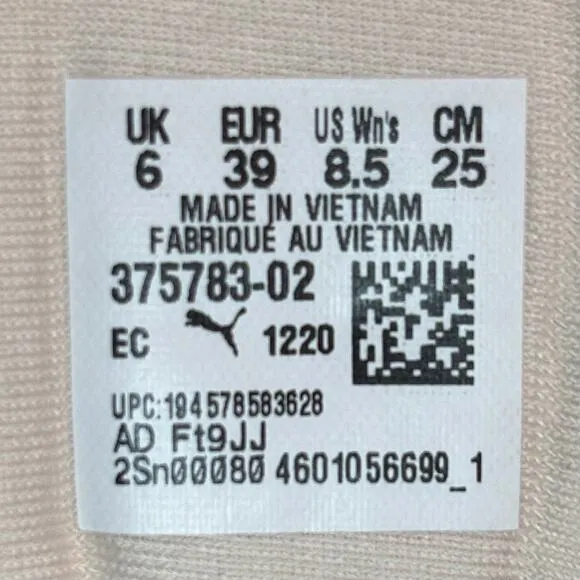 UK EUR US Wn's CM
6 39 8.5 25
MADE IN VIETNAM
FABRIQUÉ AU VIETNAM
375783-02
EC 1220
UPC:194578583628
AD Ft9JJ
2Sn00080 4601056699_1